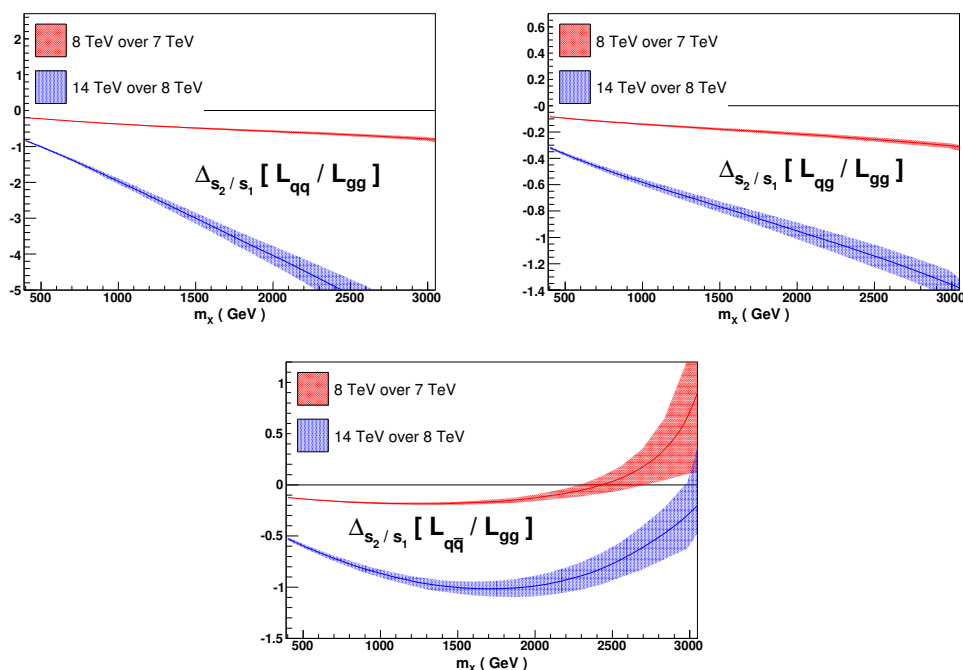 2
1
0
-1
-2
-3
-4
-5
8 TeV over 7 TeV
14 TeV over 8 TeV
Δ s2 / s1 [ Lqq / Lgg ]
500 1000 1500 2000 2500 3000
mX ( GeV )
0.6
0.4
0.2
-0
-0.2
-0.4
-0.6
-0.8
-1
-1.2
-1.4
8 TeV over 7 TeV
14 TeV over 8 TeV
Δ s2 / s1 [ Lqg / Lgg ]
500 1000 1500 2000 2500 3000
mX ( GeV )
1
0.5
0
-0.5
-1
-1.5
8 TeV over 7 TeV
14 TeV over 8 TeV
Δ s2 / s1 [ Lqq̅ / Lgg ]
500 1000 1500 2000 2500 3000
mX ( GeV )